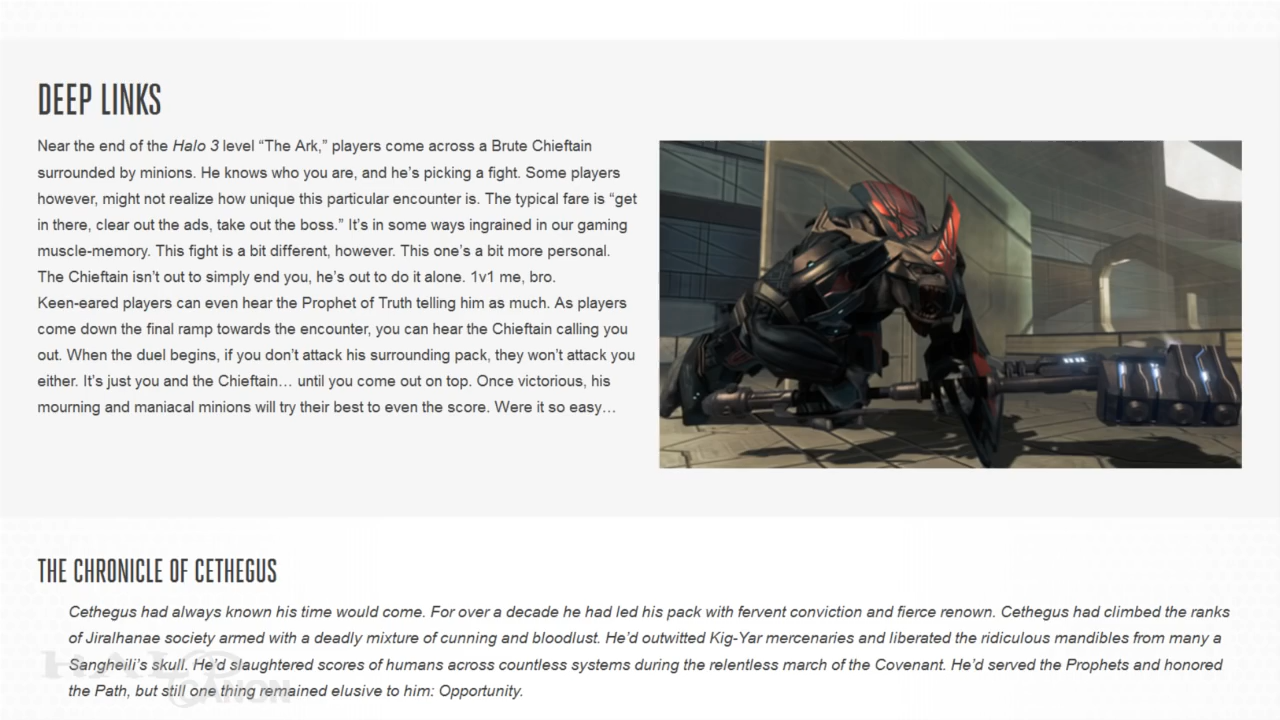 DEEP LINKS
Near the end of the Halo 3 level “The Ark,” players come across a Brute Chieftain
surrounded by minions. He knows who you are, and he’s picking a fight. Some players
however, might not realize how unique this particular encounter is. The typical fare is “get
in there, clear out the ads, take out the boss.” It’s in some ways ingrained in our gaming
muscle-memory. This fight is a bit different, however. This one’s a bit more personal.
The Chieftain isn’t out to simply end you, he’s out to do it alone. 1v1 me, bro.
Keen-eared players can even hear the Prophet of Truth telling him as much. As players
come down the final ramp towards the encounter, you can hear the Chieftain calling you
out. When the duel begins, if you don’t attack his surrounding pack, they won’t attack you
either. It’s just you and the Chieftain… until you come out on top. Once victorious, his
mourning and maniacal minions will try their best to even the score. Were it so easy…
THE CHRONICLE OF CETHEGUS
Cethegus had always known his time would come. For over a decade he had led his pack with fervent conviction and fierce renown. Cethegus had climbed the ranks
of Jiralhanae society armed with a deadly mixture of cunning and bloodlust. He’d outwitted Kig-Yar mercenaries and liberated the ridiculous mandibles from many a
Sangheili’s skull. He’d slaughtered scores of humans across countless systems during the relentless march of the Covenant. He’d served the Prophets and honored
the Path, but still one thing remained elusive to him: Opportunity.
HALO
CANON